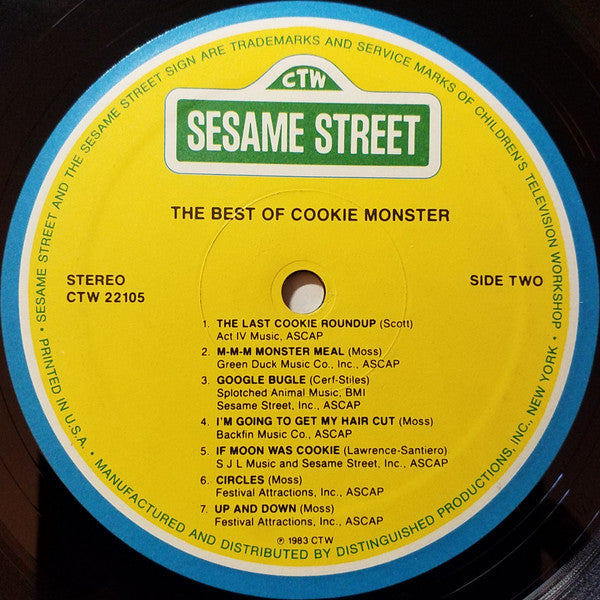 • SESAME STREET AND THE SESAME STREET SIGN ARE TRADEMARKS AND SERVICE MARKS OF CHILDREN'S TELEVISION WORKSHOP • PRINTED IN U.S.A. • MANUFACTURED AND DISTRIBUTED BY DISTINGUISHED PRODUCTIONS, INC., NEW YORK •
CTW
SESAME STREET
THE BEST OF COOKIE MONSTER
STEREO
CTW 22105
SIDE TWO
1. THE LAST COOKIE ROUNDUP (Scott)
Act IV Music, ASCAP
2. M-M-M MONSTER MEAL (Moss)
Green Duck Music Co., Inc., ASCAP
3. GOOGLE BUGLE (Cerf-Stiles)
Splotched Animal Music, BMI
Sesame Street, Inc., ASCAP
4. I'M GOING TO GET MY HAIR CUT (Moss)
Backfin Music Co., ASCAP
5. IF MOON WAS COOKIE (Lawrence-Santiero)
S J L Music and Sesame Street, Inc., ASCAP
6. CIRCLES (Moss)
Festival Attractions, Inc., ASCAP
7. UP AND DOWN (Moss)
Festival Attractions, Inc., ASCAP
℗ 1983 CTW